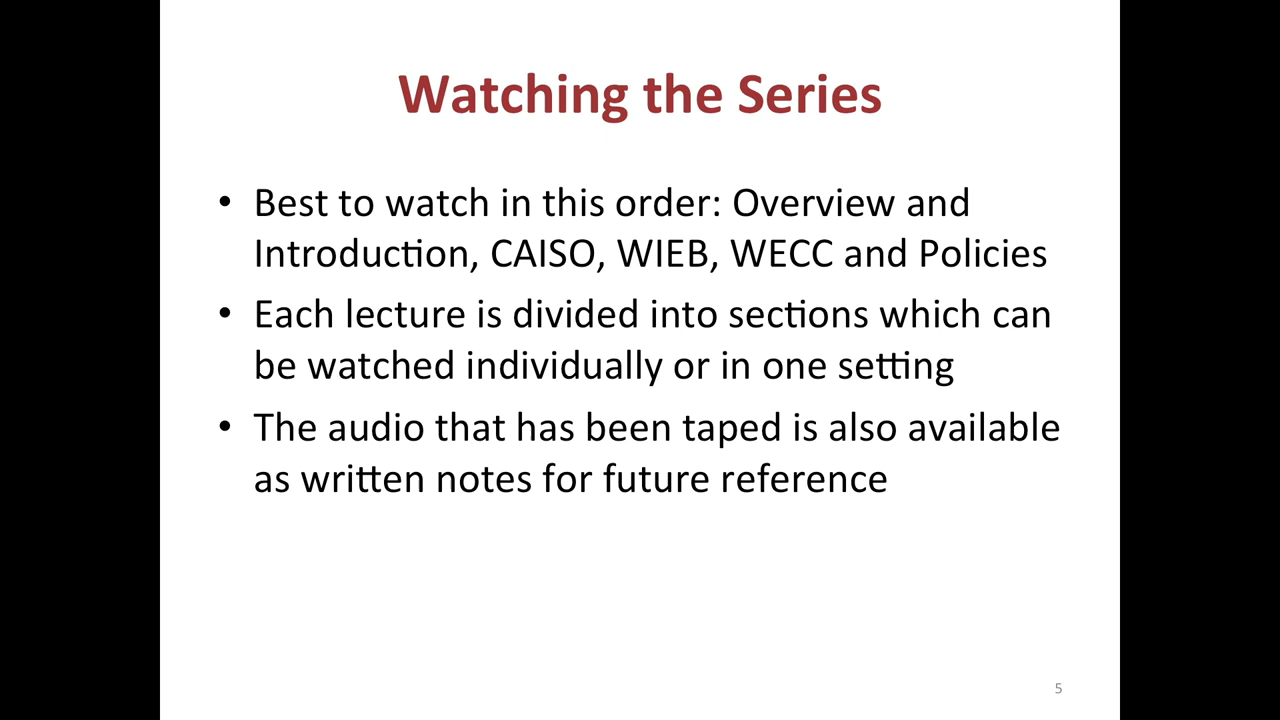 Watching the Series
• Best to watch in this order: Overview and
Introduction, CAISO, WIEB, WECC and Policies
• Each lecture is divided into sections which can
be watched individually or in one setting
• The audio that has been taped is also available
as written notes for future reference
5